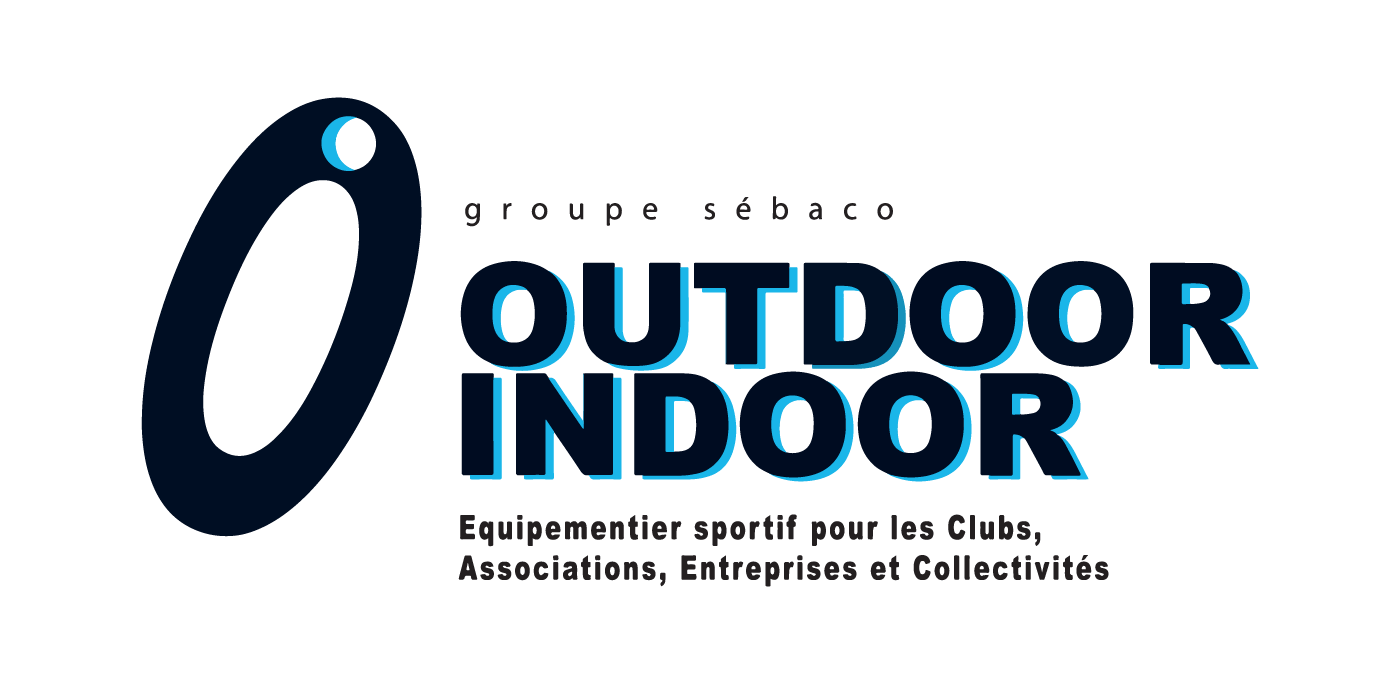 groupe sébaco
OUTDOOR
INDOOR
Equipementier sportif pour les Clubs,
Associations, Entreprises et Collectivités